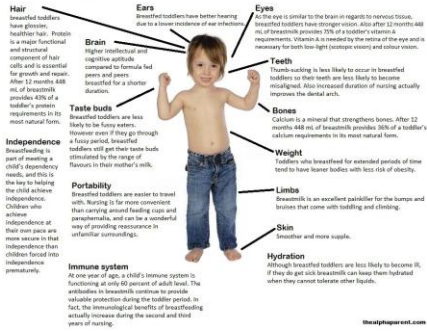 Hair
breastfed toddlers
have glossier,
healthier hair. Protein
is a major functional
and structural
component of hair
cells and is essential
for growth and repair.
After 12 months 448
mL of breastmilk
provides 43% of a
toddler's protein
requirements in its
most natural form.
Independence
Breastfeeding is
part of meeting a
child's dependency
needs, and this is
the key to helping
the child achieve
independence.
Children who
achieve
independence at
their own pace are
more secure in that
independence than
children forced into
independence
prematurely.
Ears
Breastfed toddlers have better hearing
due to a lower incidence of ear infections.
Brain
Higher intellectual and
cognitive aptitude
compared to formula fed
peers and peers
breastfed for a shorter
duration.
Taste buds
Breastfed toddlers are less
likely to be fussy eaters.
However even if they go through
a fussy period, breastfed
toddlers still get their taste buds
stimulated by the range of
flavours in their mother's milk.
Portability
Breastfed toddlers are easier to travel
with. Nursing is far more convenient
than carrying around feeding cups and
paraphernalia, and can be a wonderful
way of providing reassurance in
unfamiliar surroundings.
Immune system
At one year of age, a child's immune system is
functioning at only 60 percent of adult level. The
antibodies in breastmilk continue to provide
valuable protection during the toddler period. In
fact, the immunological benefits of breastfeeding
actually increase during the second and third
years of nursing.
Eyes
As the eye is similar to the brain in regards to nervous tissue,
breastfed toddlers have stronger vision. Also after 12 months 448
mL of breastmilk provides 75% of a toddler's vitamin A
requirements. Vitamin A is needed by the retina of the eye and is
necessary for both low-light (scotopic vision) and colour vision.
Teeth
Thumb-sucking is less likely to occur in breastfed
toddlers so their teeth are less likely to become
misaligned. Also increased duration of nursing actually
improves the dental arch.
Bones
Calcium is a mineral that strengthens bones. After 12
months 448 mL of breastmilk provides 36% of a toddler's
calcium requirements in its most natural form.
Weight
Toddlers who breastfeed for extended periods of time
tend to have leaner bodies with less risk of obesity.
Limbs
Breastmilk is an excellent painkiller for the bumps and
bruises that come with toddling and climbing.
Skin
Smoother and more supple.
Hydration
Although breastfed toddlers are less likely to become ill,
if they do get sick breastmilk can keep them hydrated
when they cannot tolerate other liquids.
thealphaparent.com